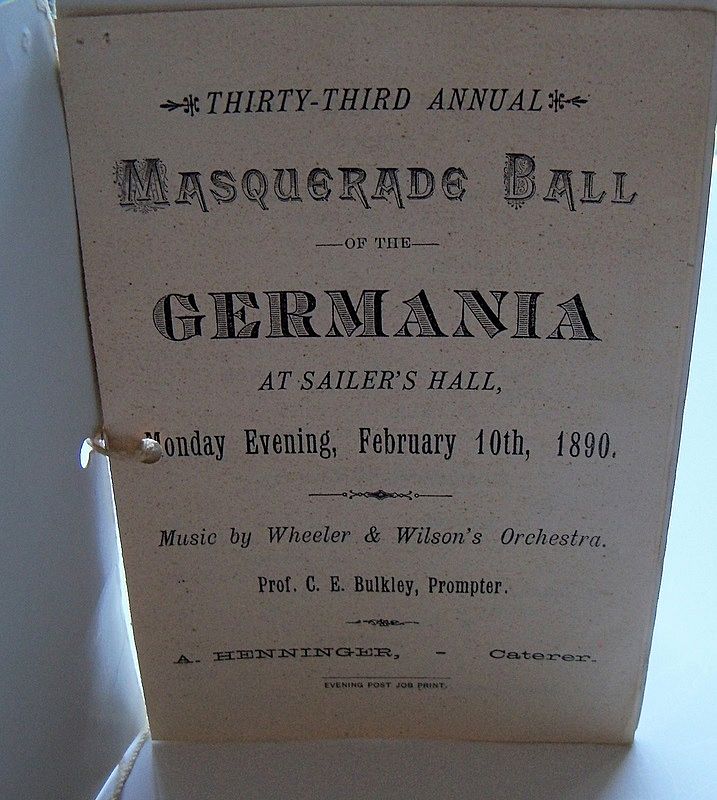 THIRTY-THIRD ANNUAL
MASQUERADE BALL
OF THE
GERMANIA
AT SAILER'S HALL,
Monday Evening, February 10th, 1890.
Music by Wheeler & Wilson's Orchestra.
Prof. C. E. Bulkley, Prompter.
A. HENNINGER, - Caterer.
EVENING POST JOB PRINT.